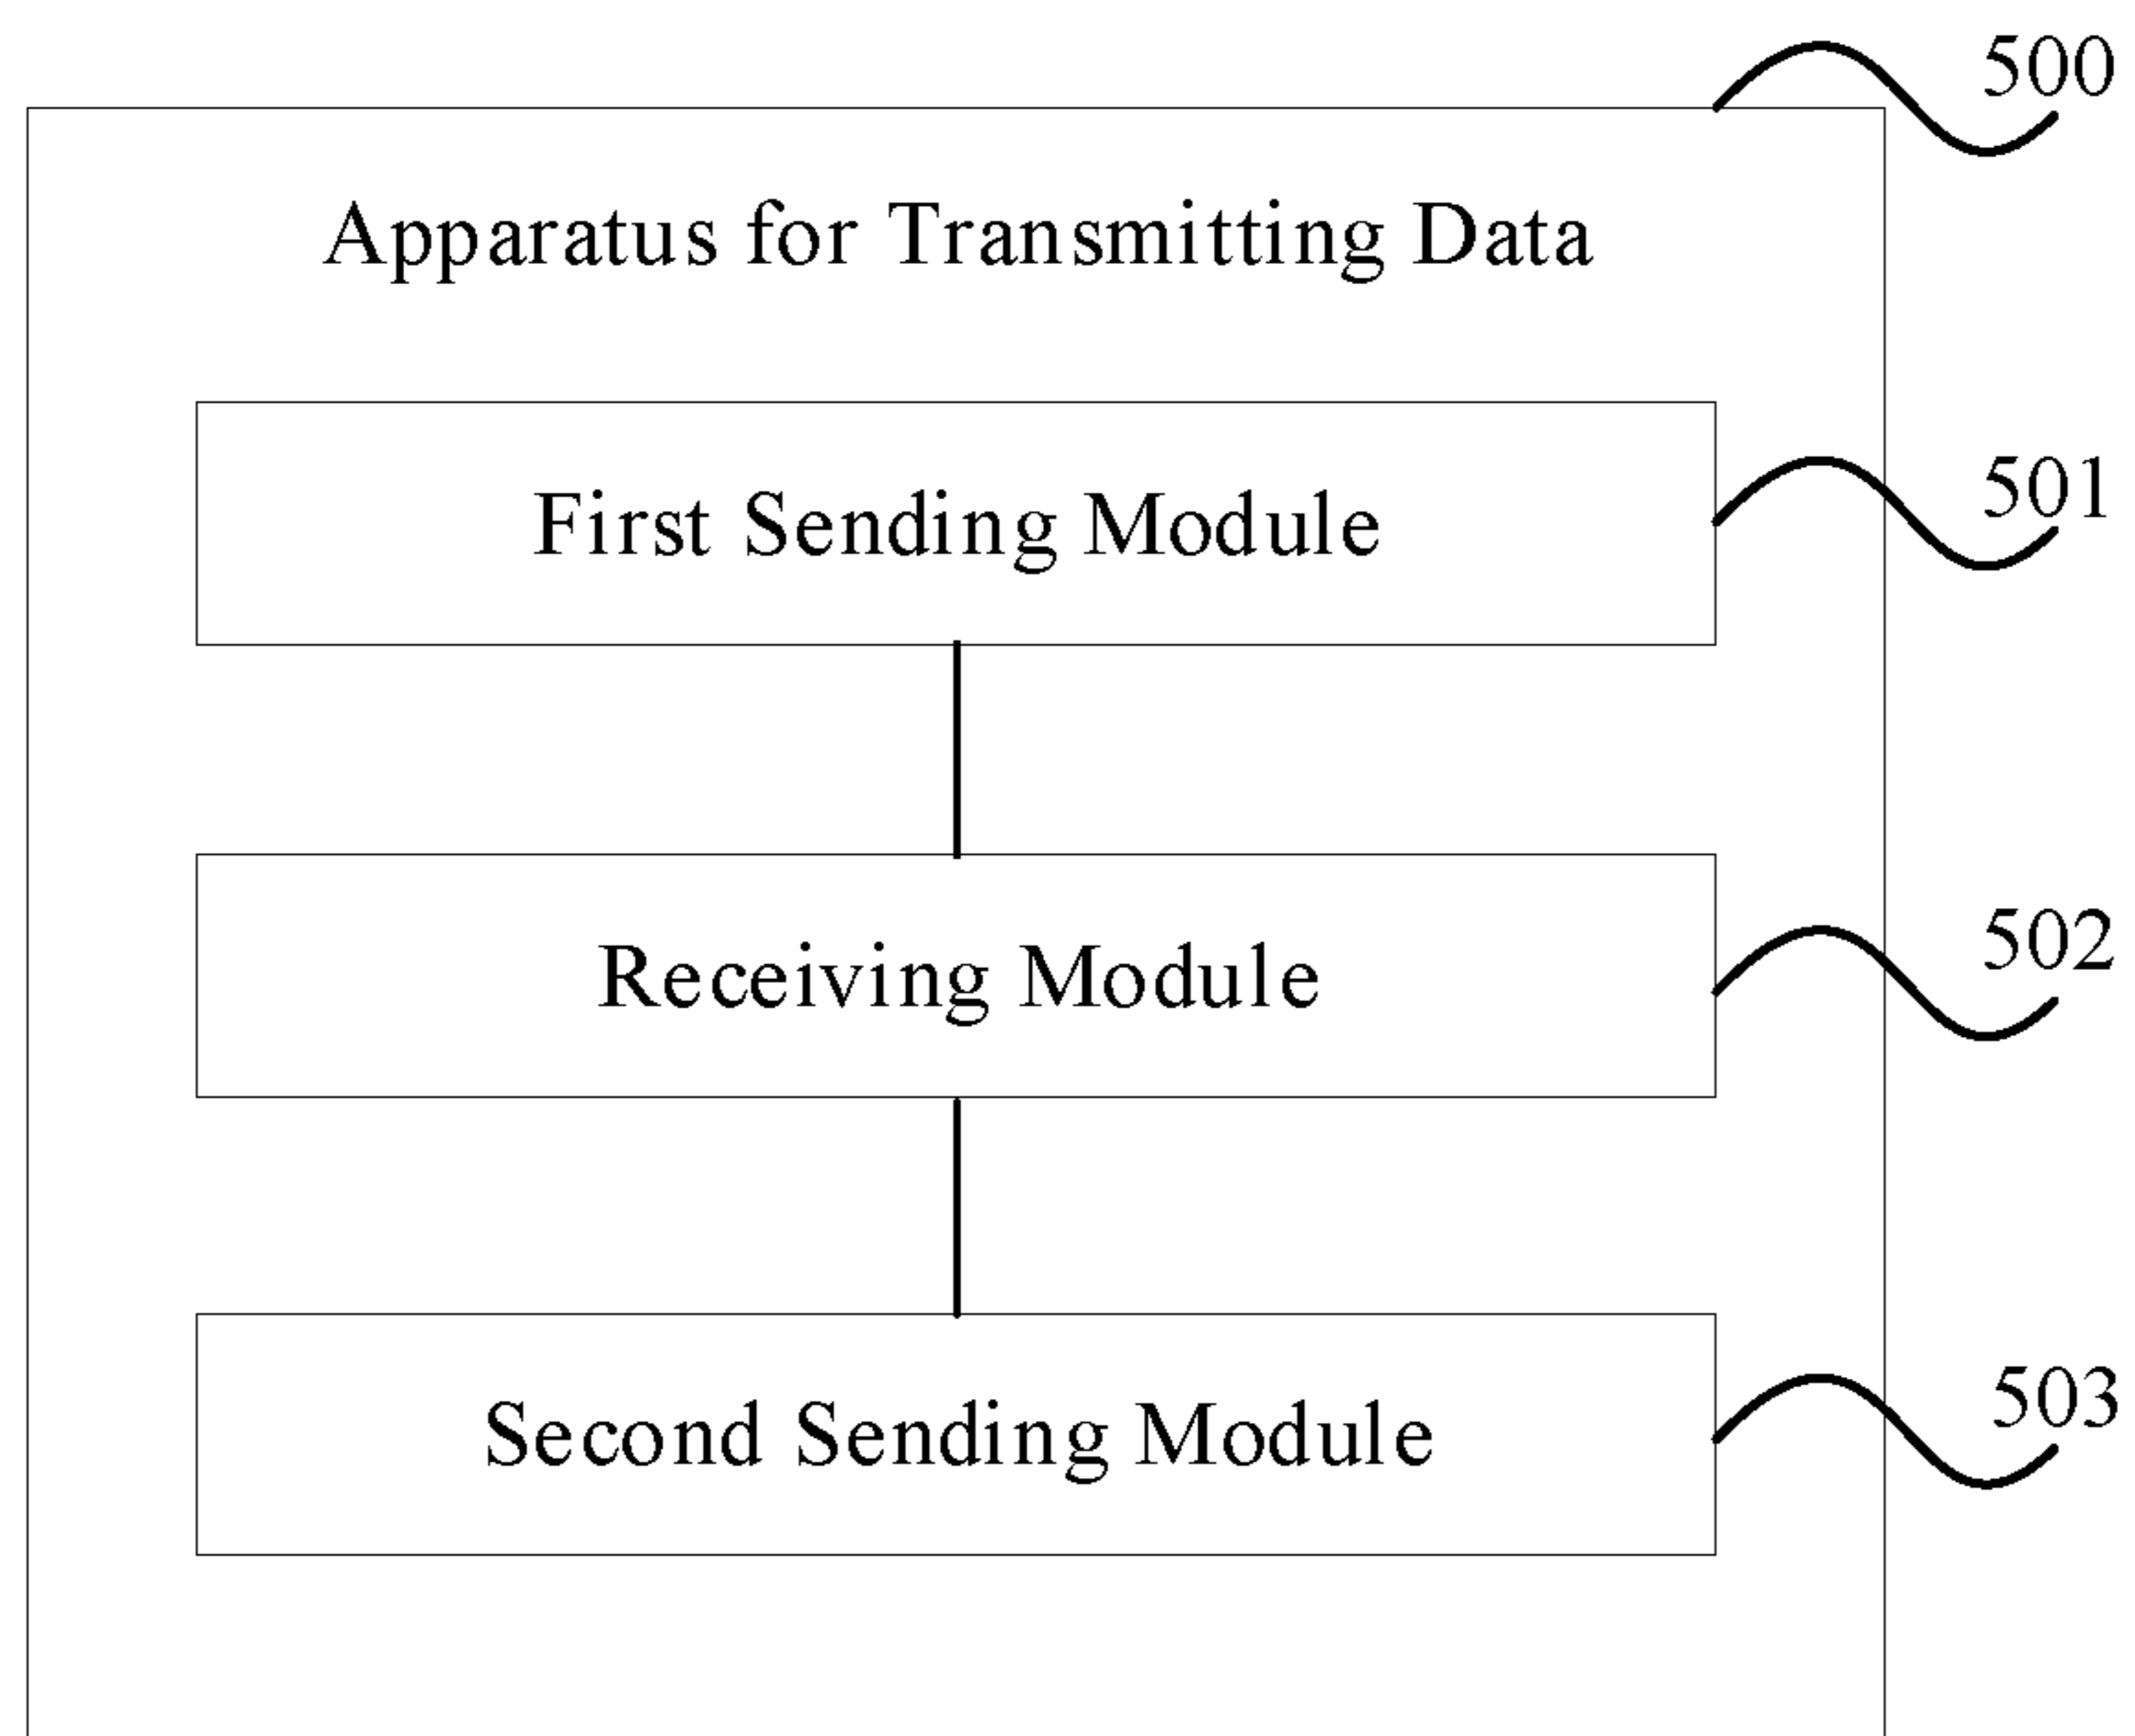 500
Apparatus for Transmitting Data
First Sending Module
501
Receiving Module
502
Second Sending Module
503